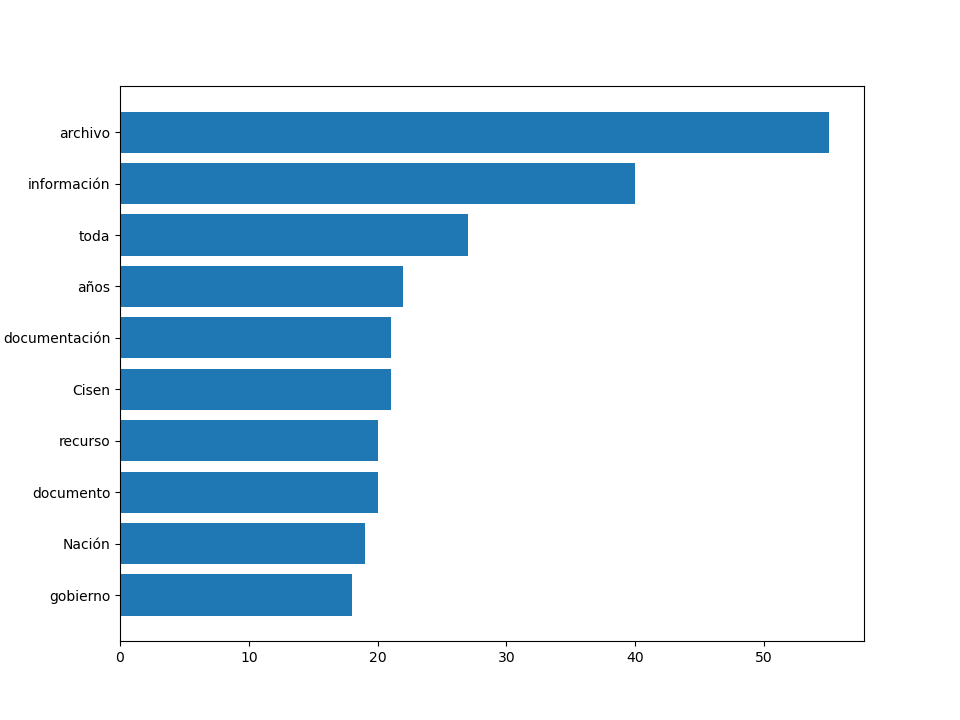 archivo
información
toda
años
documentación
Cisen
recurso
documento
Nación
gobierno
0 10 20 30 40 50